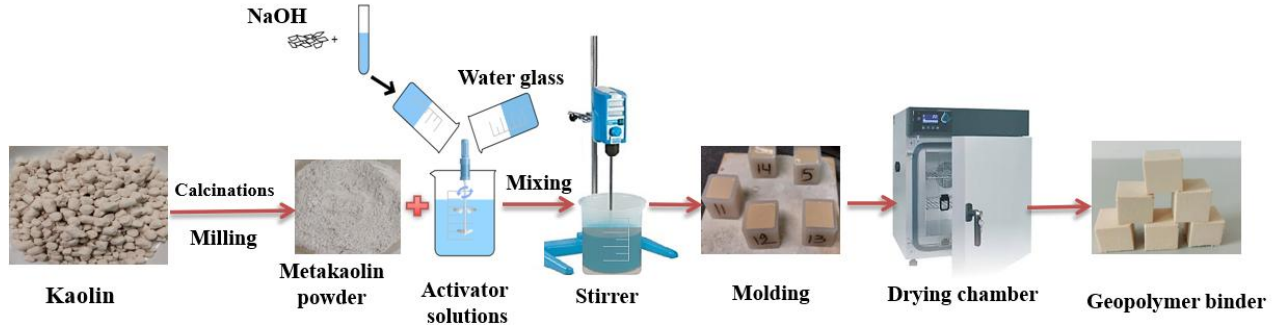 NaOH
+
Water glass
Calcinations
Milling
Mixing
14
5
11
12
13
Kaolin
Metakaolin
powder
Activator
solutions
Stirrer
Molding
Drying chamber
Geopolymer binder